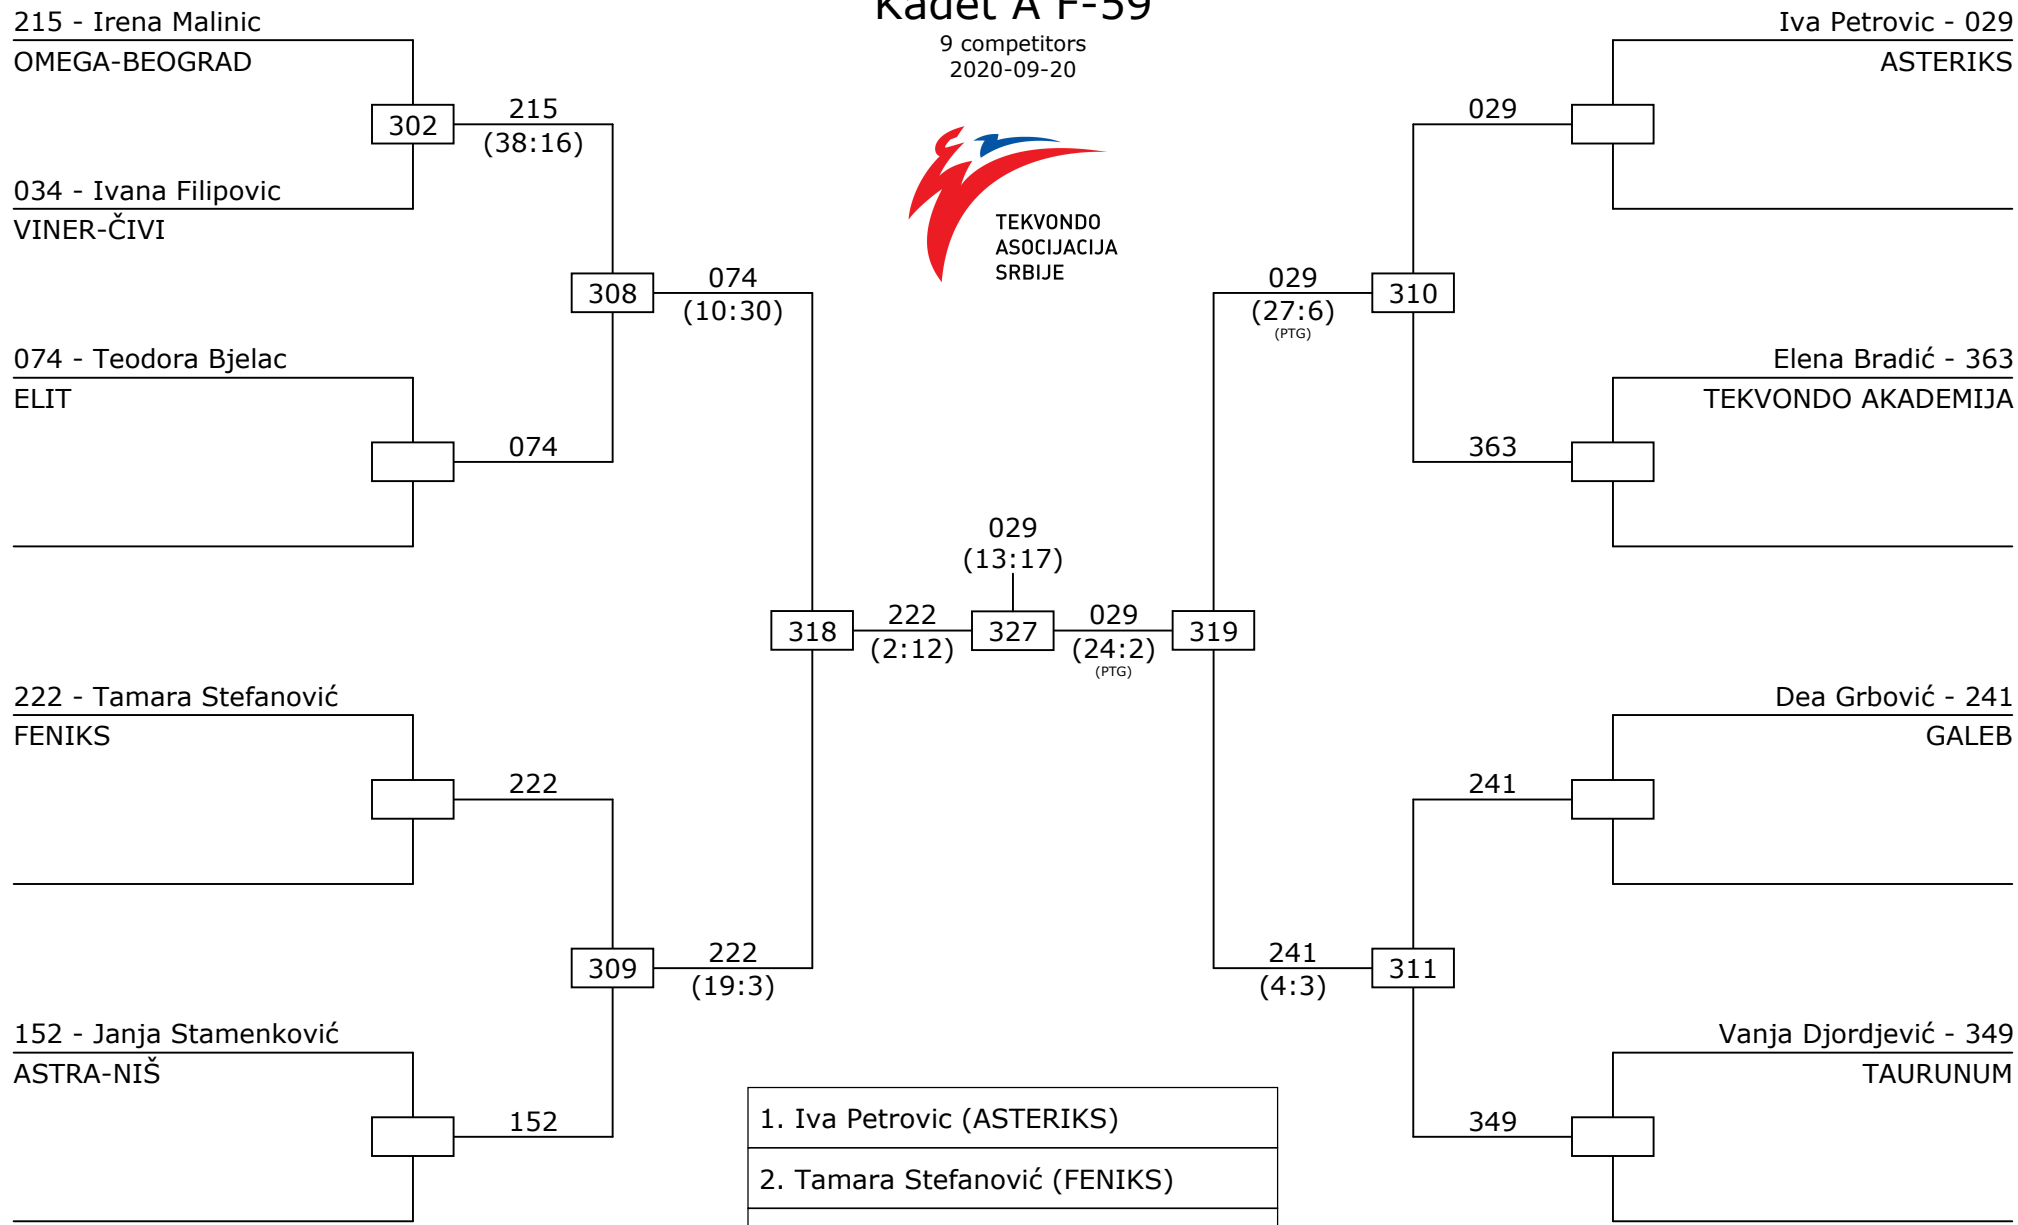 Kadet A F-59
9 competitors
2020-09-20
TEKVONDO
ASOCIJACIJA
SRBIJE
215 - Irena Malinic
OMEGA-BEOGRAD
302
215
(38:16)
034 - Ivana Filipovic
VINER-ČIVI
308
074
(10:30)
074 - Teodora Bjelac
ELIT
074
318
222
(2:12)
222 - Tamara Stefanović
FENIKS
222
309
222
(19:3)
152 - Janja Stamenković
ASTRA-NIŠ
152
029
(13:17)
327
Iva Petrovic - 029
ASTERIKS
029
029
(27:6)
(PTG)
310
Elena Bradić - 363
TEKVONDO AKADEMIJA
363
029
(24:2)
(PTG)
319
Dea Grbović - 241
GALEB
241
241
(4:3)
311
Vanja Djordjević - 349
TAURUNUM
349
1. Iva Petrovic (ASTERIKS)
2. Tamara Stefanović (FENIKS)